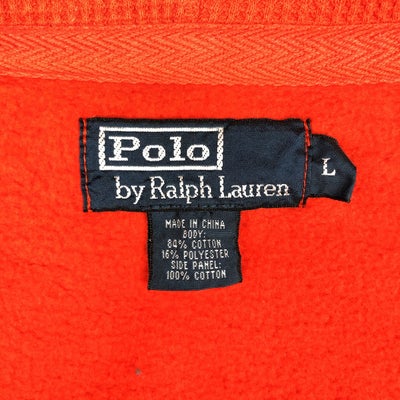 Polo
by Ralph Lauren
L
MADE IN CHINA
BODY:
84% COTTON
16% POLYESTER
SIDE PANEL:
100% COTTON